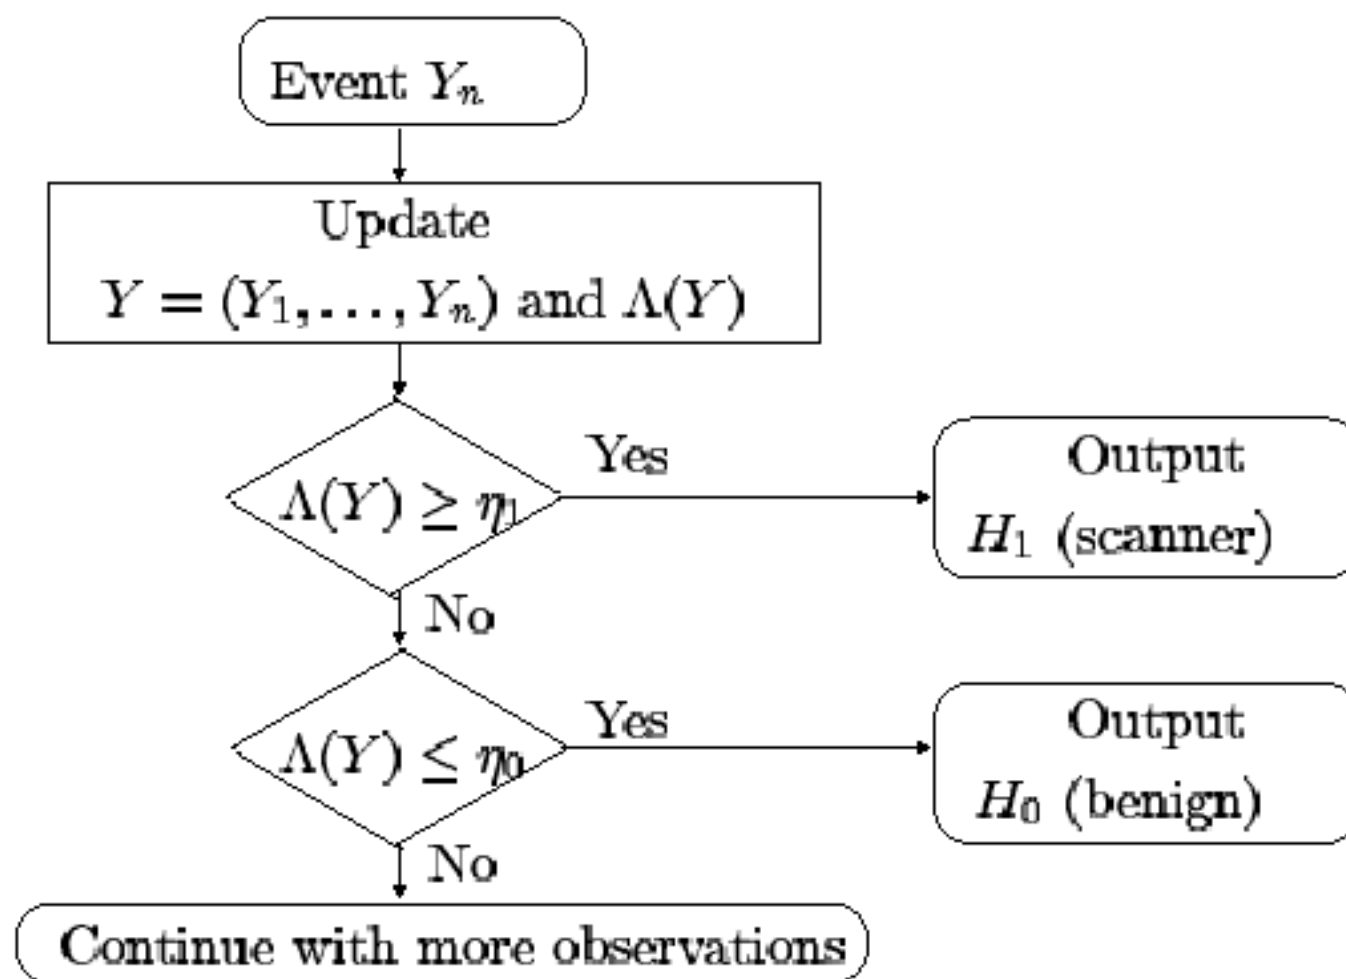 Event Yₙ
Update
Y = (Y₁,…,Yₙ) and Λ(Y)
Λ(Y) ≥ η₁
Yes
Output
H₁ (scanner)
No
Λ(Y) ≤ η₀
Yes
Output
H₀ (benign)
No
Continue with more observations